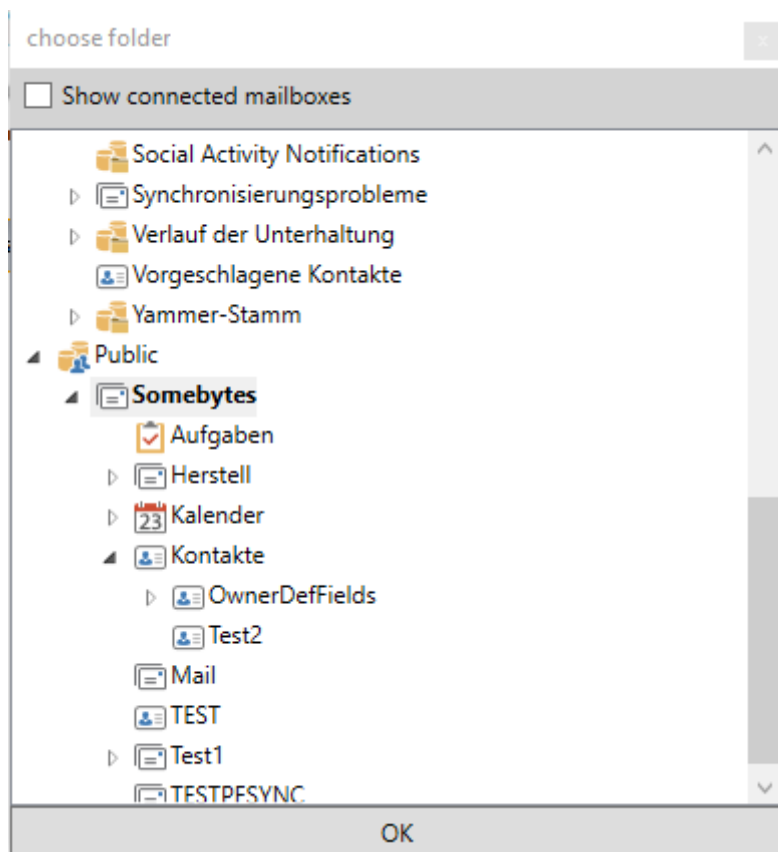 choose folder
Show connected mailboxes
Social Activity Notifications
Synchronisierungsprobleme
Verlauf der Unterhaltung
Vorgeschlagene Kontakte
Yammer-Stamm
Public
Somebytes
Aufgaben
Herstell
23 Kalender
Kontakte
OwnerDefFields
Test2
Mail
TEST
Test1
TESTPFSYNC
OK